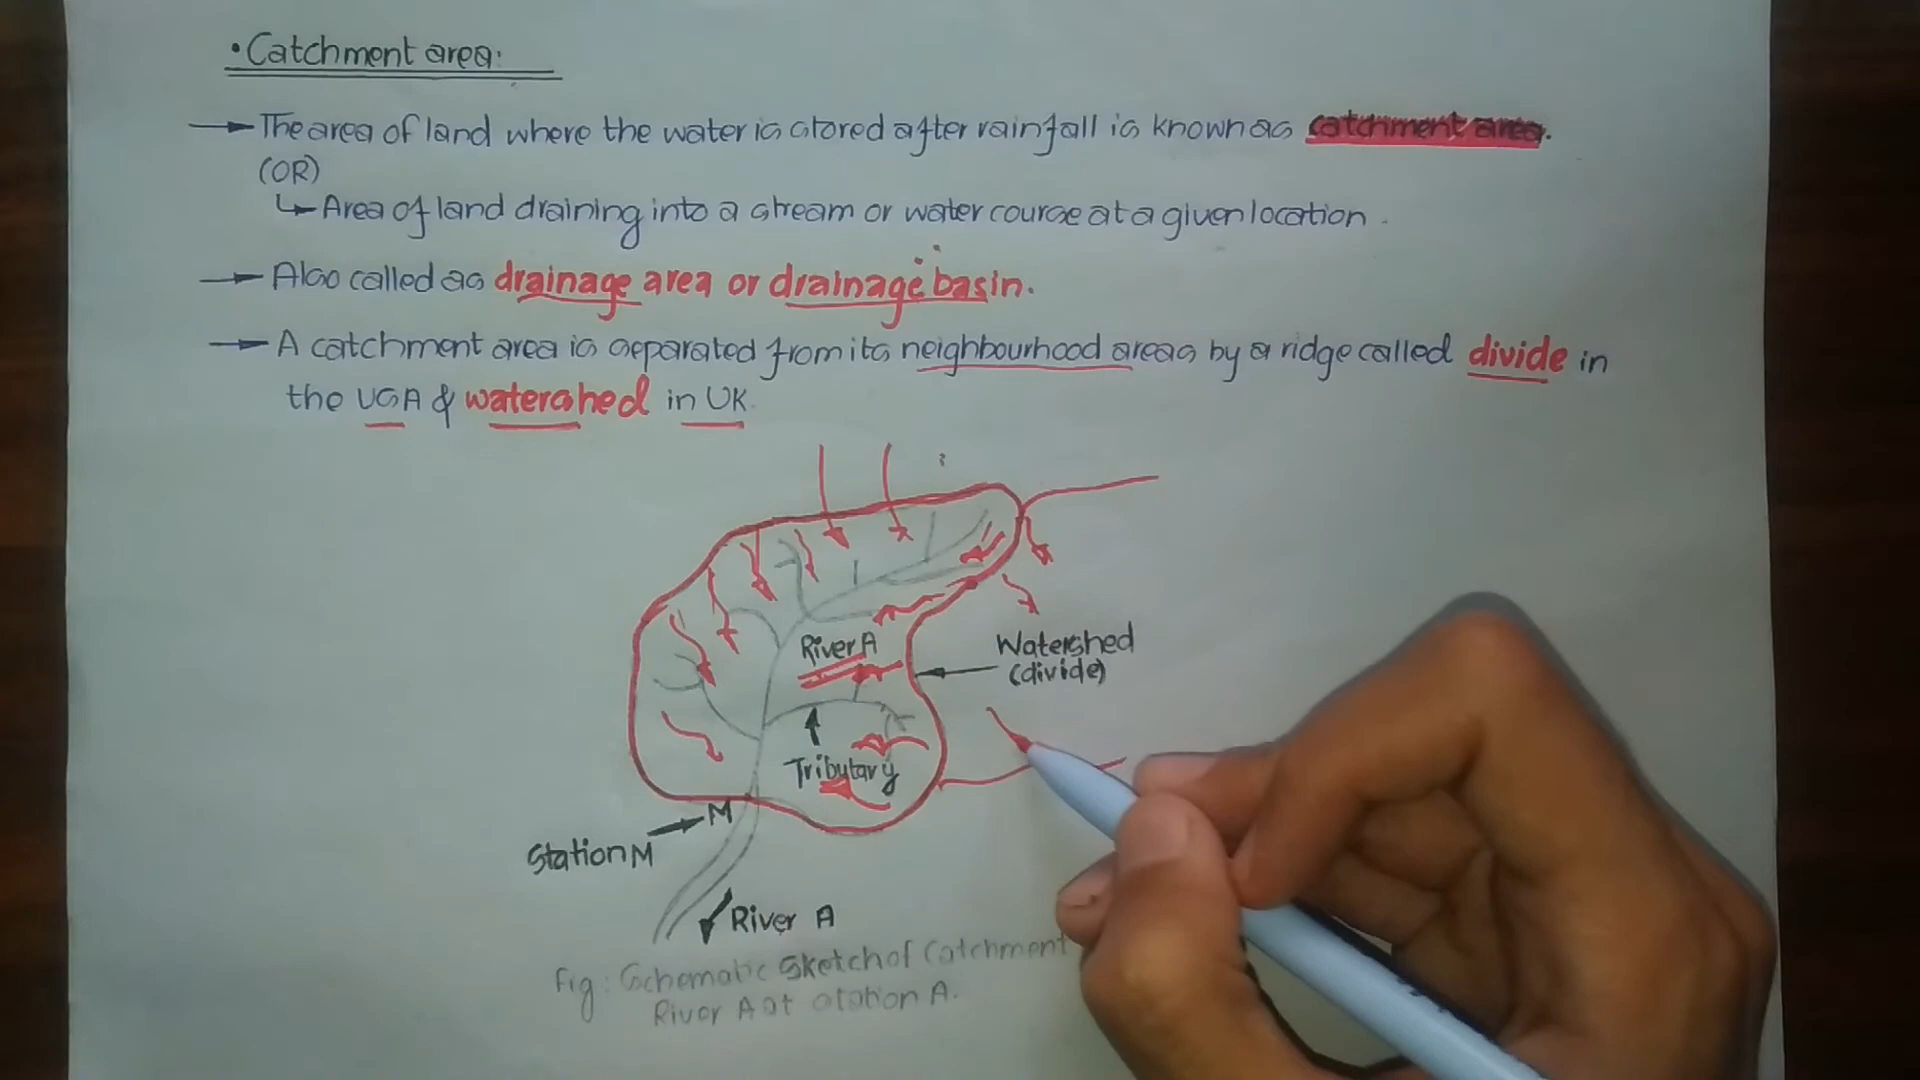 • Catchment area:
→ The area of land where the water is stored after rainfall is known as catchment area.
(OR)
↳ Area of land draining into a stream or water course at a given location.
→ Also called as drainage area or drainage basin.
→ A catchment area is separated from its neighbourhood areas by a ridge called divide in
the USA & watershed in UK.
River A
Watershed
(divide)
Tributary
M
Station M
River A
Fig: Schematic Sketch of Catchment
River A at station A.